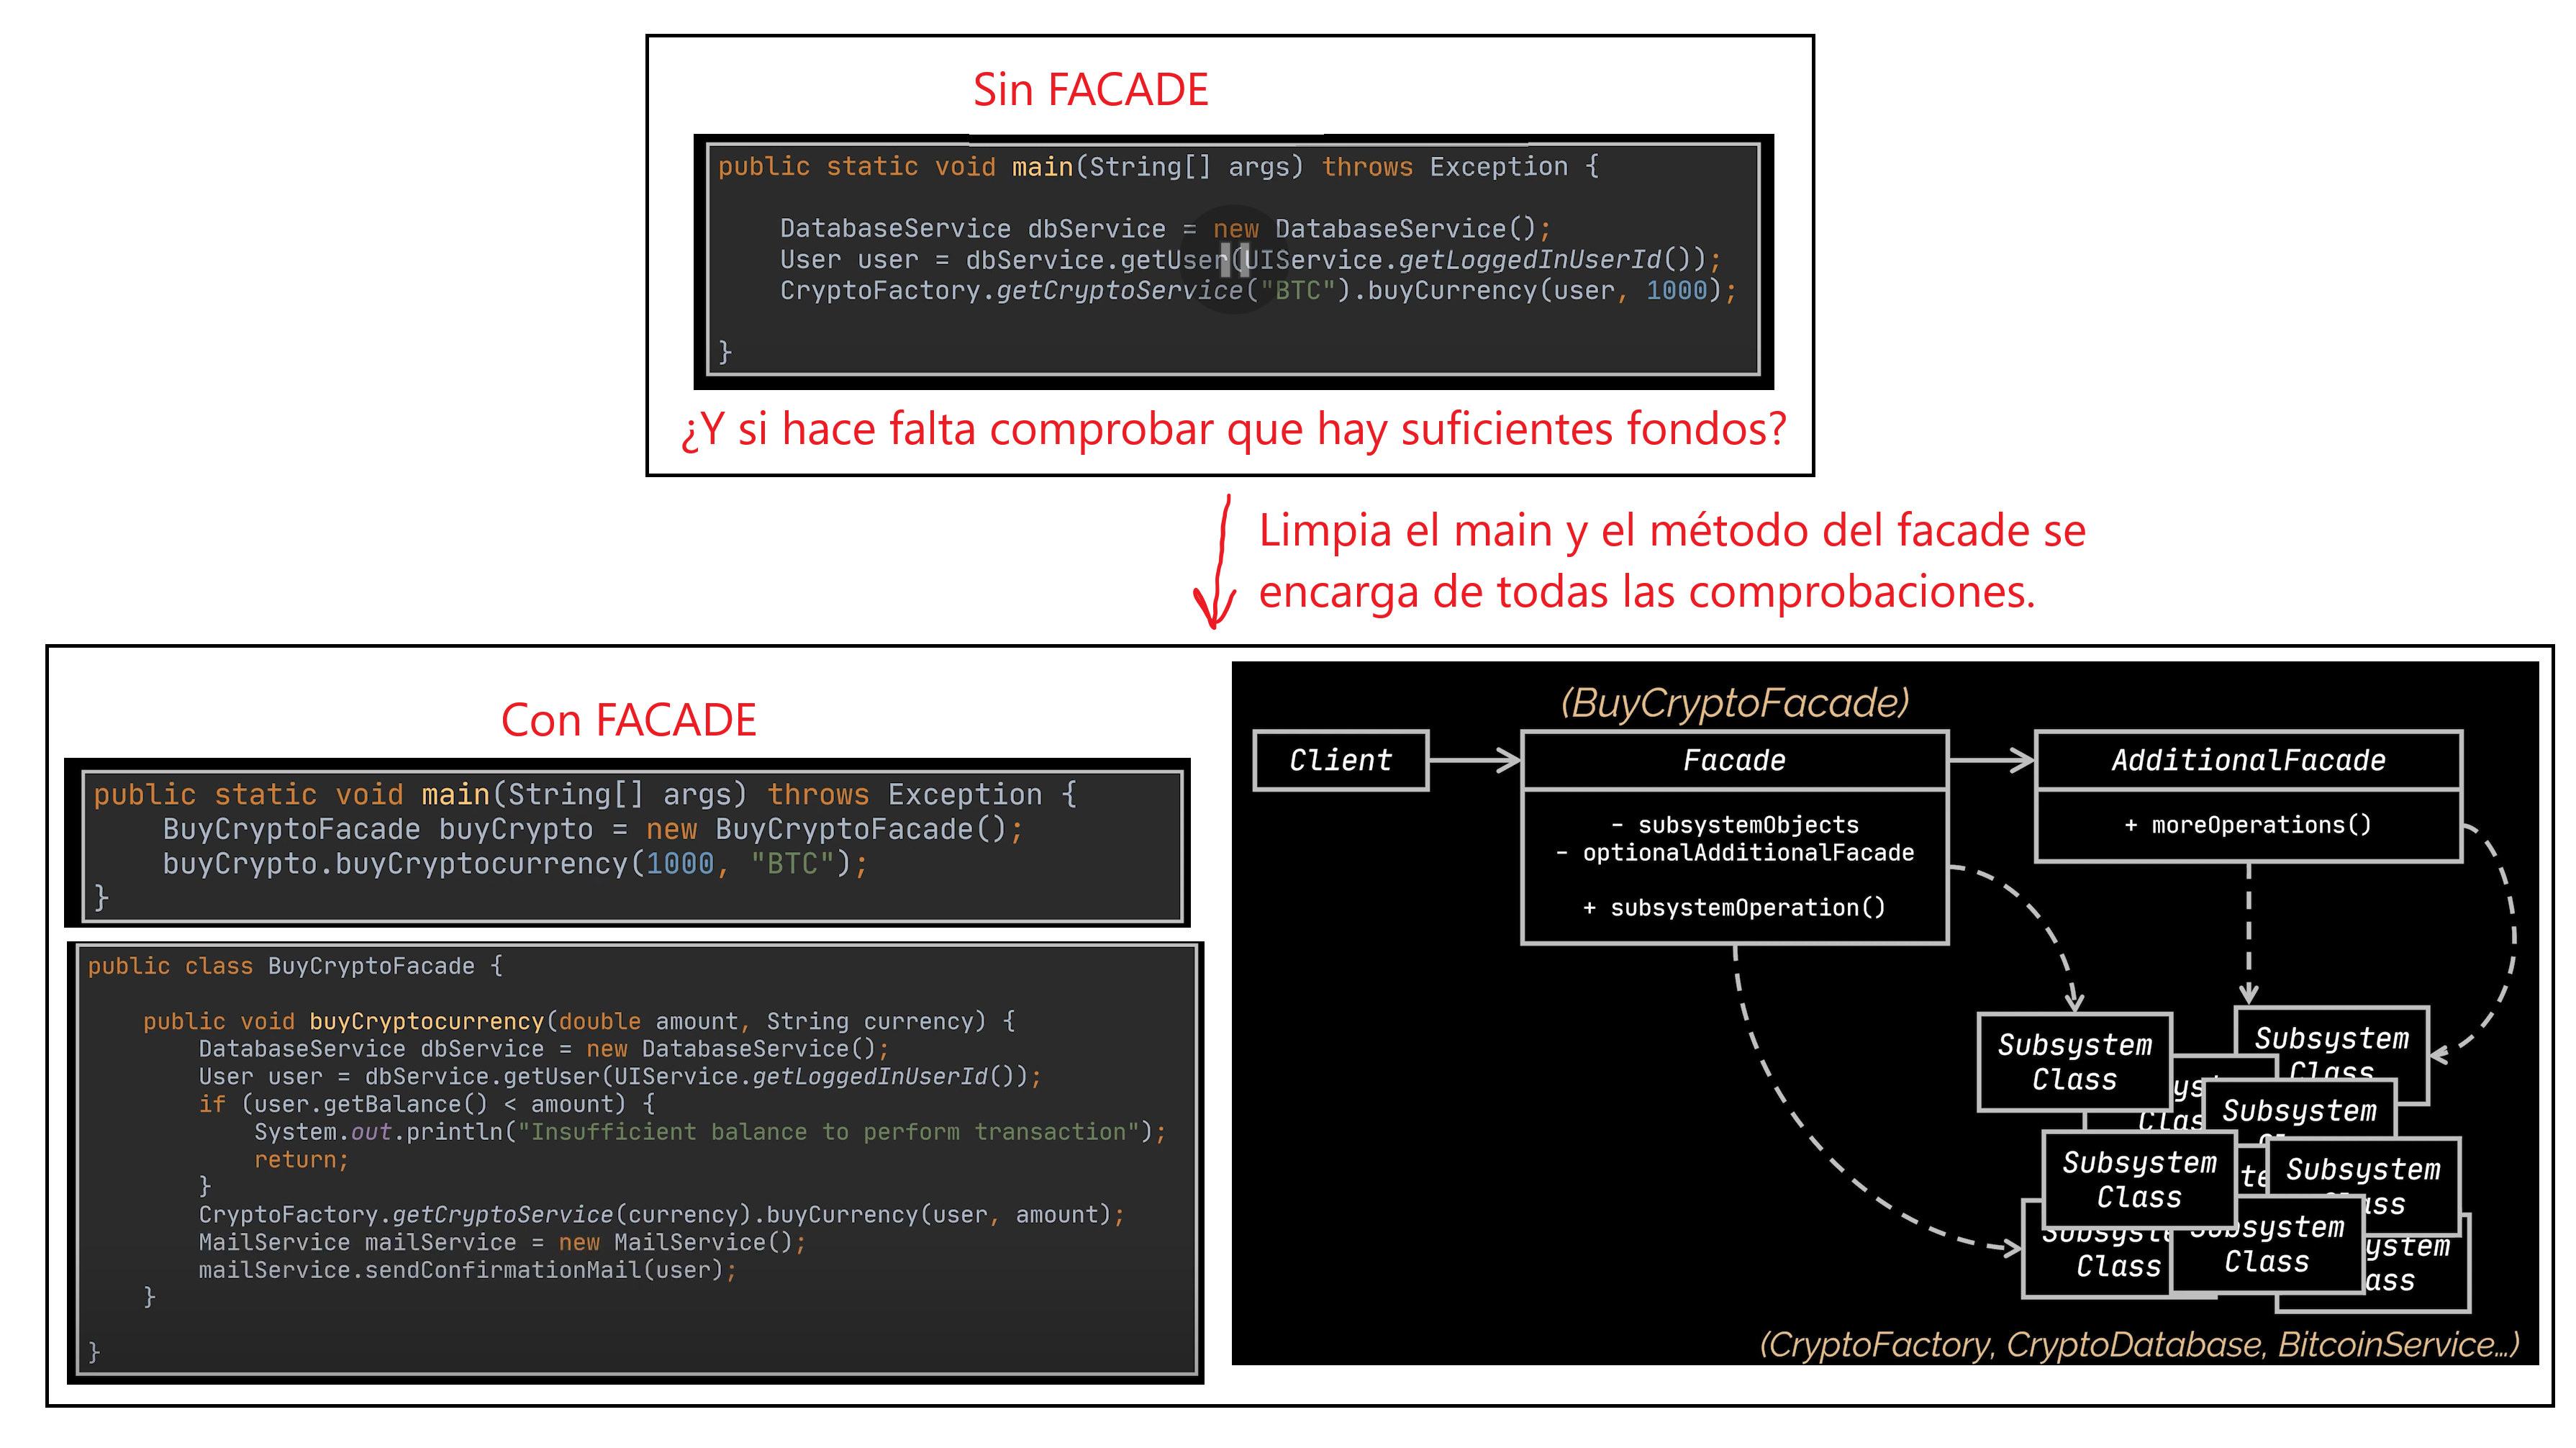 Sin FACADE
public static void main(String[] args) throws Exception {
DatabaseService dbService = new DatabaseService();
User user = dbService.getUser(UIService.getLoggedInUserId());
CryptoFactory.getCryptoService("BTC").buyCurrency(user, 1000);
}
¿Y si hace falta comprobar que hay suficientes fondos?
Limpia el main y el método del facade se
encarga de todas las comprobaciones.
Con FACADE
public static void main(String[] args) throws Exception {
BuyCryptoFacade buyCrypto = new BuyCryptoFacade();
buyCrypto.buyCryptocurrency(1000, "BTC");
}
public class BuyCryptoFacade {
public void buyCryptocurrency(double amount, String currency) {
DatabaseService dbService = new DatabaseService();
User user = dbService.getUser(UIService.getLoggedInUserId());
if (user.getBalance() < amount) {
System.out.println("Insufficient balance to perform transaction");
return;
}
CryptoFactory.getCryptoService(currency).buyCurrency(user, amount);
MailService mailService = new MailService();
mailService.sendConfirmationMail(user);
}
}
(BuyCryptoFacade)
Client
Facade
- subsystemObjects
- optionalAdditionalFacade
+ subsystemOperation()
AdditionalFacade
+ moreOperations()
Subsystem
Class
Subsystem
Class
Subsystem
Subsystem
Class
Subsystem
Class
Subsystem
Class
(CryptoFactory, CryptoDatabase, BitcoinService...)